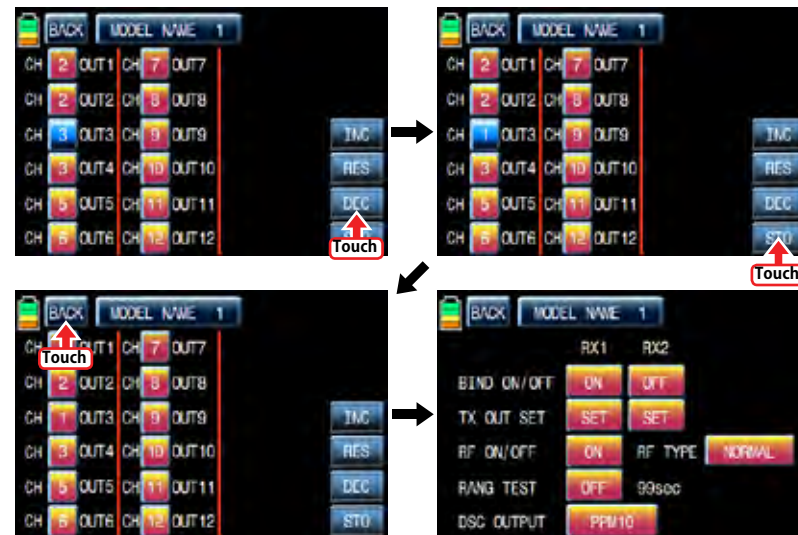 BACK MODEL NAME 1
CH 2 OUT1 CH 7 OUT7
CH 2 OUT2 CH 8 OUT8
CH 3 OUT3 CH 9 OUT9 INC
CH 3 OUT4 CH 10 OUT10 RES
CH 5 OUT5 CH 11 OUT11 DEC
CH 6 OUT6 CH 12 OUT12
Touch
BACK MODEL NAME 1
CH 2 OUT1 CH 7 OUT7
CH 2 OUT2 CH 8 OUT8
CH 1 OUT3 CH 9 OUT9 INC
CH 3 OUT4 CH 10 OUT10 RES
CH 5 OUT5 CH 11 OUT11 DEC
CH 6 OUT6 CH 12 OUT12 STO
Touch
BACK MODEL NAME 1
Touch
CH OUT1 CH 7 OUT7
CH 2 OUT2 CH 8 OUT8
CH 1 OUT3 CH 9 OUT9 INC
CH 3 OUT4 CH 10 OUT10 RES
CH 5 OUT5 CH 11 OUT11 DEC
CH 6 OUT6 CH 12 OUT12 STO
BACK MODEL NAME 1
RX1 RX2
BIND ON/OFF ON OFF
TX OUT SET SET SET
RF ON/OFF ON RF TYPE NORMAL
RANG TEST OFF 99sec
DSC OUTPUT PPM10